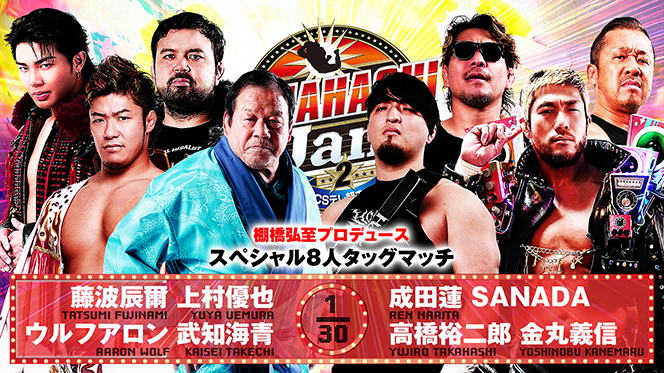 TANAHASHI
Jam
2
棚橋弘至プロデュース
スペシャル8人タッグマッチ
藤波辰爾 上村優也
TATSUMI FUJINAMI YUYA UEMURA
ウルフアロン 武知海青
AARON WOLF KAISEI TAKECHI
1
30
成田蓮 SANADA
REN NARITA
高橋裕二郎 金丸義信
YUJIRO TAKAHASHI YOSHINOBU KANEMARU